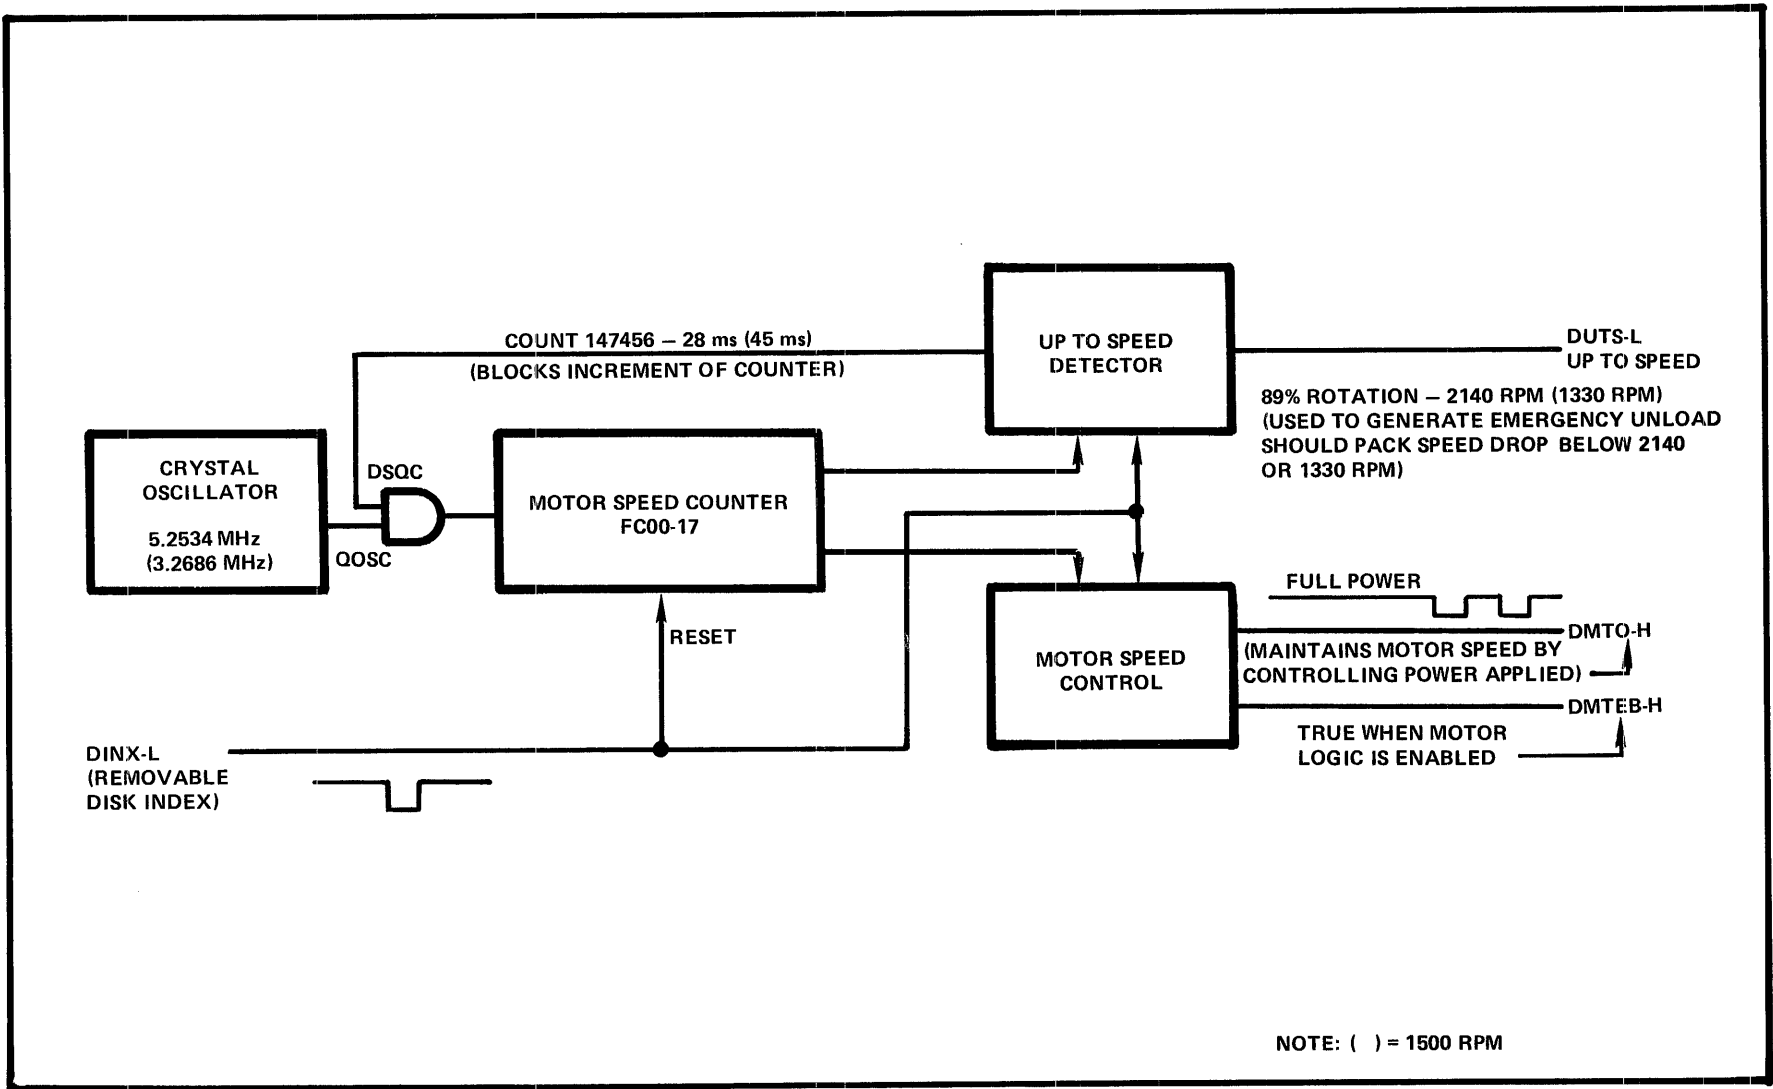 COUNT 147456 – 28 ms (45 ms)
(BLOCKS INCREMENT OF COUNTER)
UP TO SPEED
DETECTOR
DUTS-L
UP TO SPEED
89% ROTATION – 2140 RPM (1330 RPM)
(USED TO GENERATE EMERGENCY UNLOAD
SHOULD PACK SPEED DROP BELOW 2140
OR 1330 RPM)
CRYSTAL
OSCILLATOR
5.2534 MHz
(3.2686 MHz)
DSQC
QOSC
MOTOR SPEED COUNTER
FC00-17
RESET
FULL POWER
DMTO-H
(MAINTAINS MOTOR SPEED BY
CONTROLLING POWER APPLIED)
MOTOR SPEED
CONTROL
DMTEB-H
TRUE WHEN MOTOR
LOGIC IS ENABLED
DINX-L
(REMOVABLE
DISK INDEX)
NOTE: ( ) = 1500 RPM